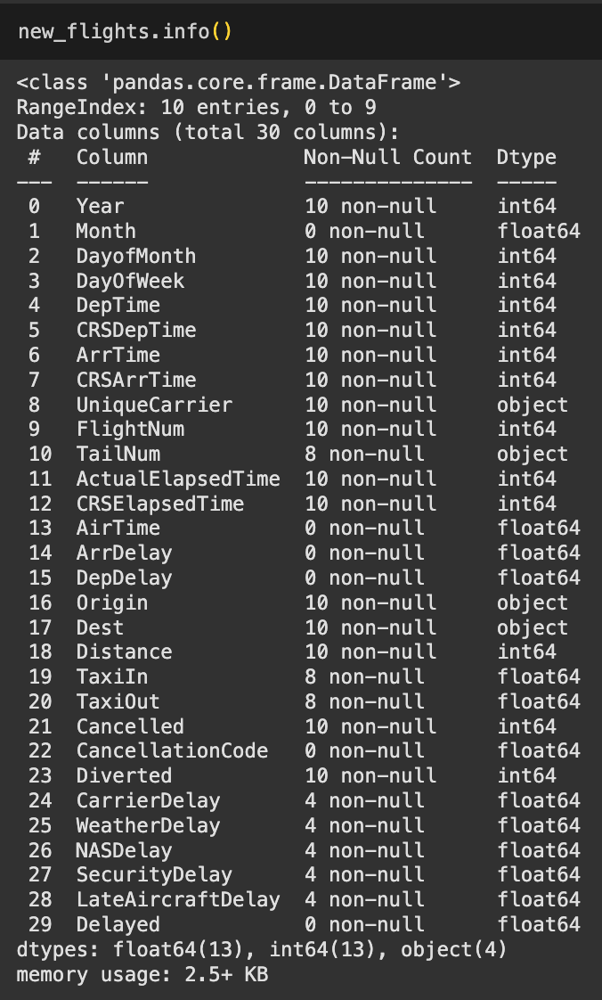 new_flights.info()
<class 'pandas.core.frame.DataFrame'>
RangeIndex: 10 entries, 0 to 9
Data columns (total 30 columns):
 #   Column             Non-Null Count  Dtype
---  ------             --------------  -----
 0   Year               10 non-null     int64
 1   Month              0 non-null      float64
 2   DayofMonth         10 non-null     int64
 3   DayOfWeek          10 non-null     int64
 4   DepTime            10 non-null     int64
 5   CRSDepTime         10 non-null     int64
 6   ArrTime            10 non-null     int64
 7   CRSArrTime         10 non-null     int64
 8   UniqueCarrier      10 non-null     object
 9   FlightNum          10 non-null     int64
 10  TailNum            8 non-null      object
 11  ActualElapsedTime  10 non-null     int64
 12  CRSElapsedTime     10 non-null     int64
 13  AirTime            0 non-null      float64
 14  ArrDelay           0 non-null      float64
 15  DepDelay           0 non-null      float64
 16  Origin             10 non-null     object
 17  Dest               10 non-null     object
 18  Distance           10 non-null     int64
 19  TaxiIn             8 non-null      float64
 20  TaxiOut            8 non-null      float64
 21  Cancelled          10 non-null     int64
 22  CancellationCode   0 non-null      float64
 23  Diverted           10 non-null     int64
 24  CarrierDelay       4 non-null      float64
 25  WeatherDelay       4 non-null      float64
 26  NASDelay           4 non-null      float64
 27  SecurityDelay      4 non-null      float64
 28  LateAircraftDelay  4 non-null      float64
 29  Delayed            0 non-null      float64
dtypes: float64(13), int64(13), object(4)
memory usage: 2.5+ KB